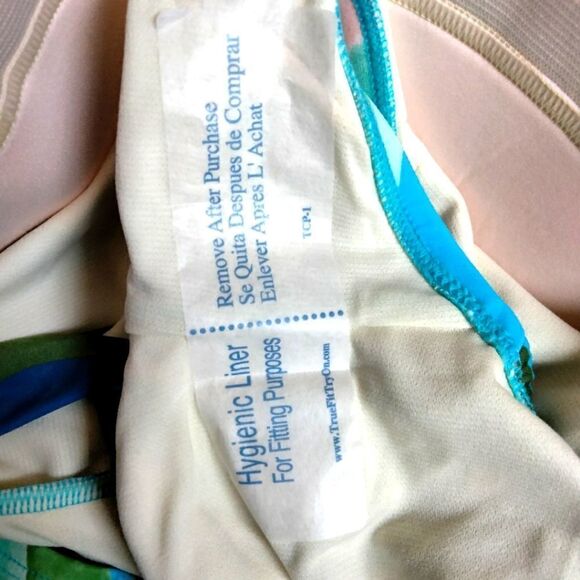 Remove After Purchase
Se Quita Despues de Comprar
Enlever Apres L' Achat
TCP-1
Hygienic Liner
For Fitting Purposes
www.TrueFitTryOn.com